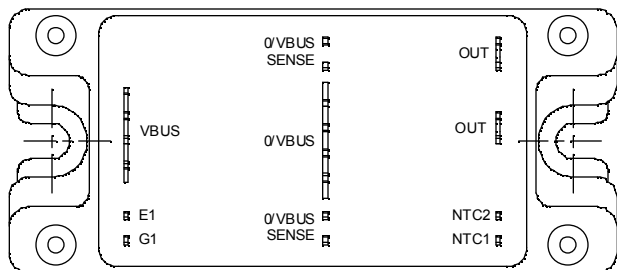 0/VBUS
SENSE
OUT
VBUS
0/VBUS
OUT
E1
G1
0/VBUS
SENSE
NTC2
NTC1